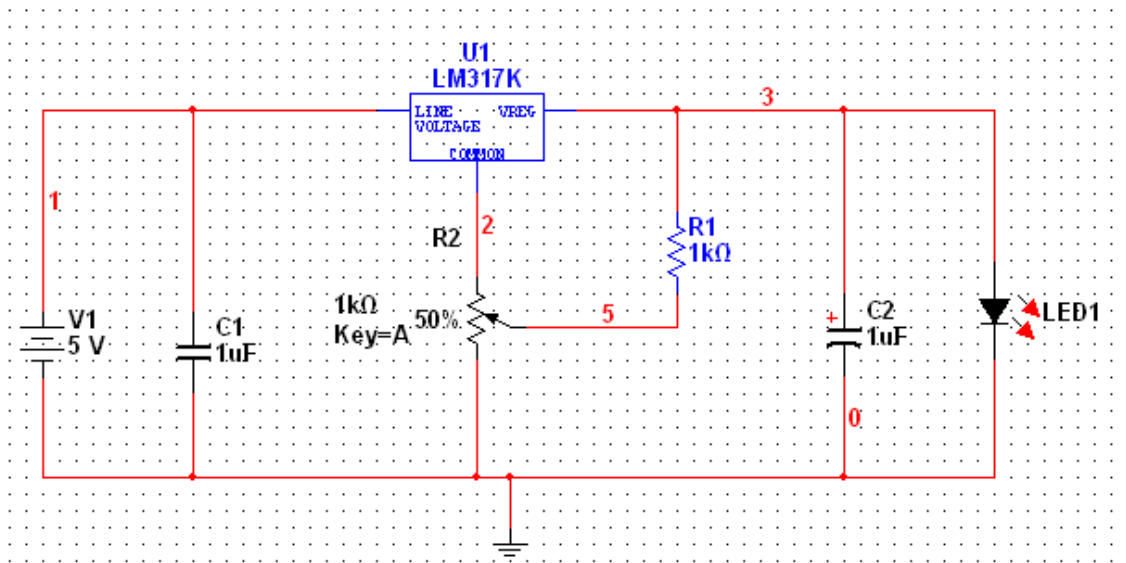 U1
LM317K
3
LINE VREG
VOLTAGE
COMMON
1
2
R2
R1
1kΩ
1kΩ
50%
Key=A
5
V1
5 V
C1
1uF
+
C2
1uF
LED1
0